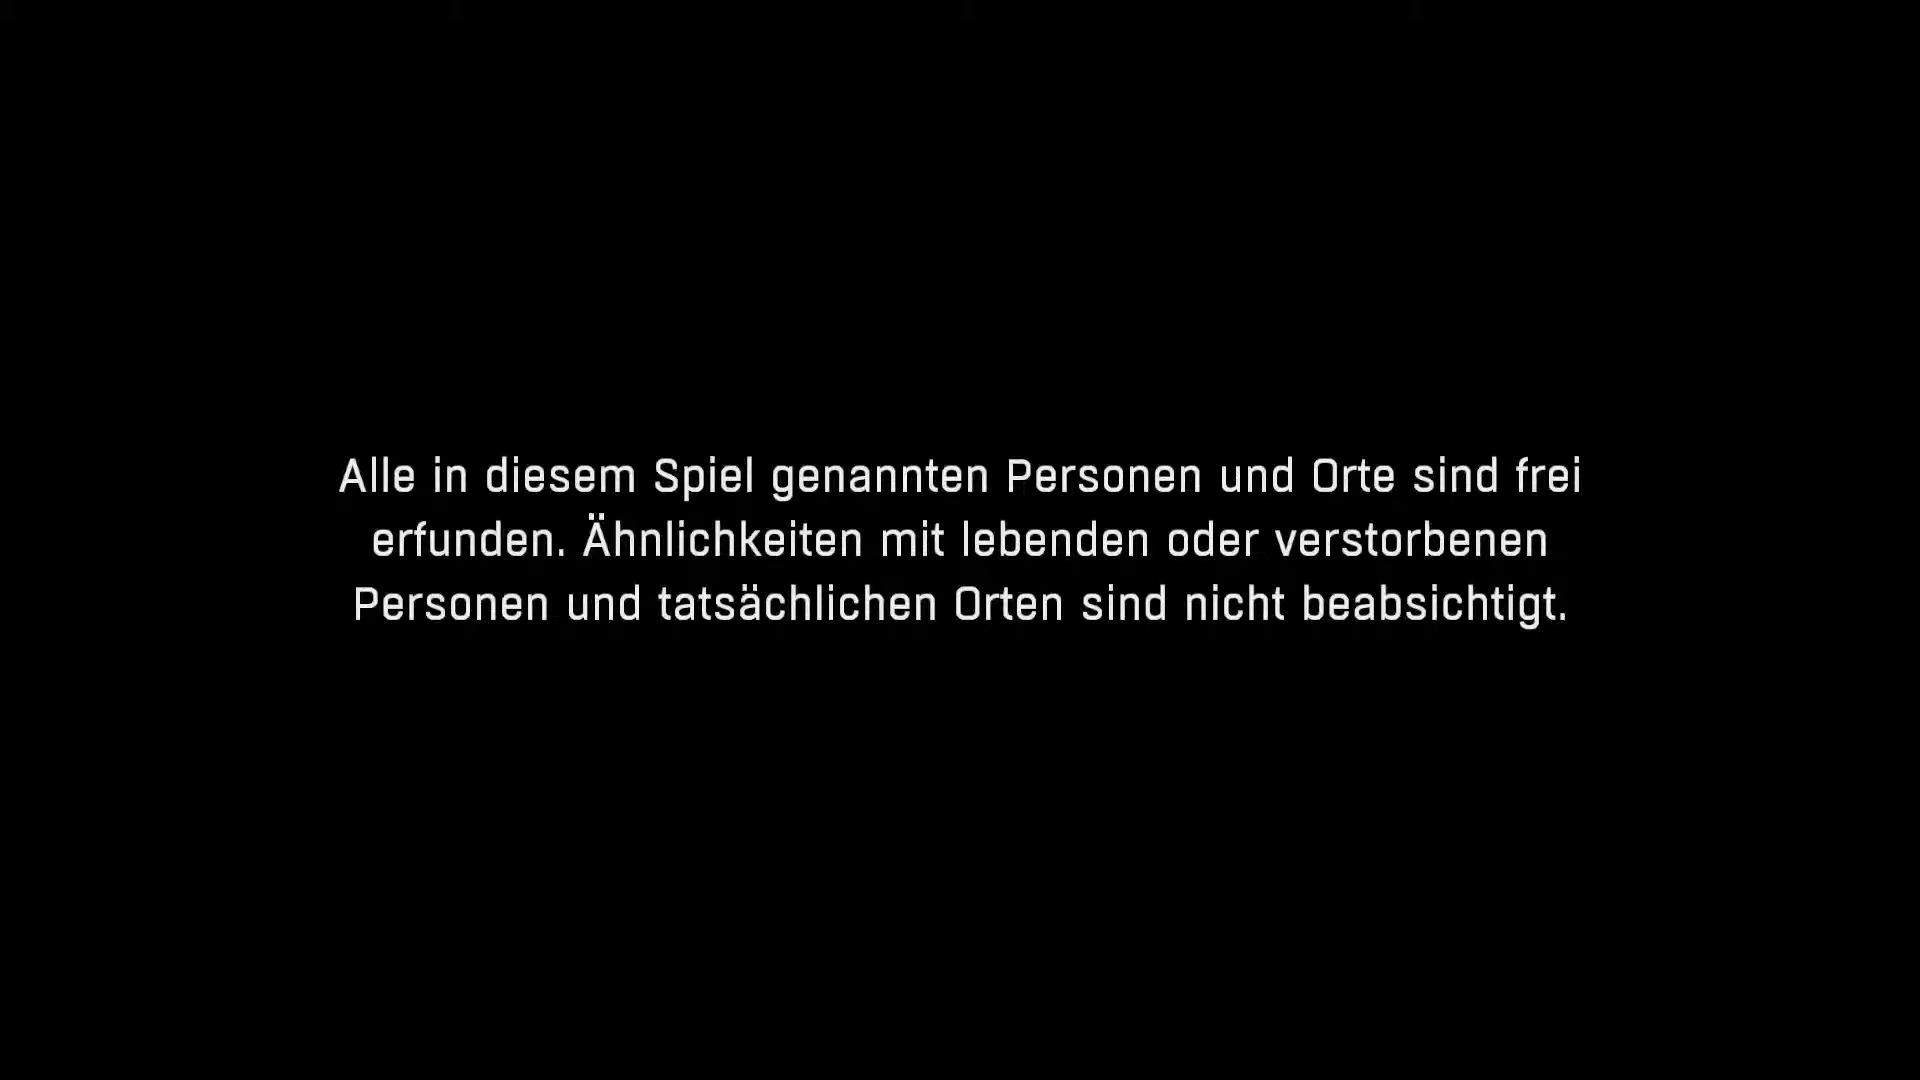 Alle in diesem Spiel genannten Personen und Orte sind frei
erfunden. Ähnlichkeiten mit lebenden oder verstorbenen
Personen und tatsächlichen Orten sind nicht beabsichtigt.